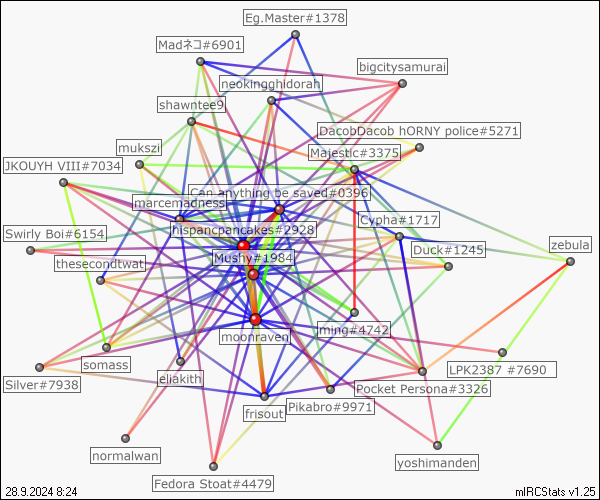 Eg.Master#1378
Madネコ#6901
bigcitysamurai
neokingghidorah
shawntee9
DacobDacob hORNY police#5271
mukszi
Majestic#3375
JKOUYH VIII#7034
Can anything be saved#0396
marcemadness
Cypha#1717
hispancpancakes#2928
Swirly Boi#6154
Duck#1245
zebula
Mushy#1984
thesecondtwat
ming#4742
moonraven
somass
LPK2387 #7690
eliakith
Silver#7938
Pocket Persona#3326
Pikabro#9971
frisout
normalwan
yoshimanden
Fedora Stoat#4479
28.9.2024 8:24
mIRCStats v1.25